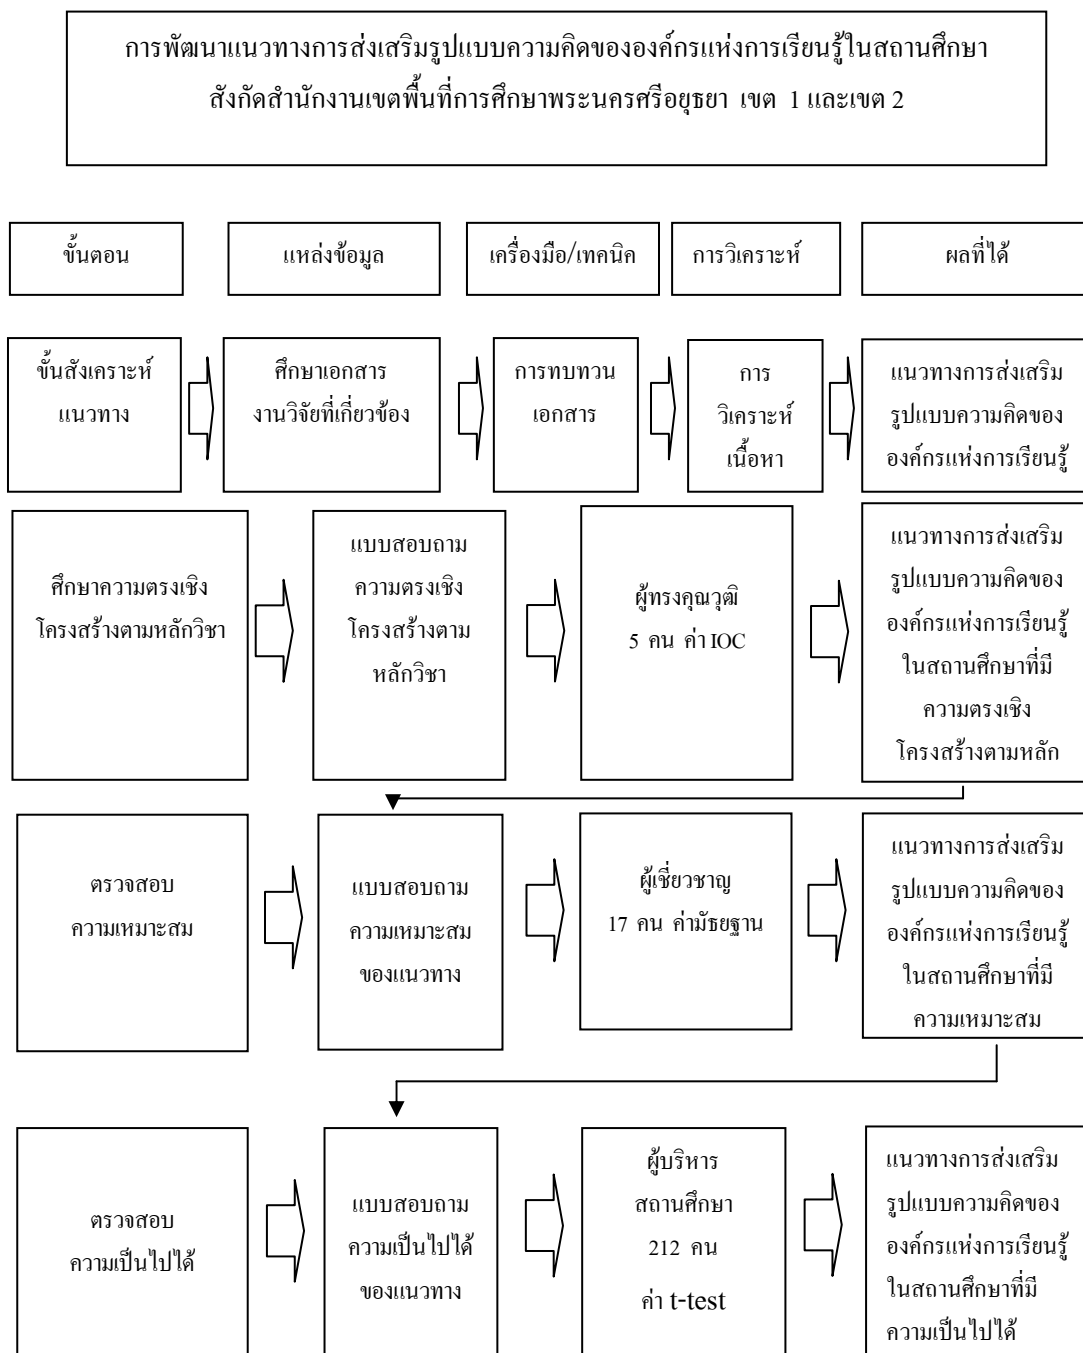 การพัฒนาแนวทางการส่งเสริมรูปแบบความคิดขององค์กรแห่งการเรียนรู้ในสถานศึกษา
สังกัดสำนักงานเขตพื้นที่การศึกษาพระนครศรีอยุธยา เขต 1 และเขต 2
ขั้นตอน
แหล่งข้อมูล
เครื่องมือ/เทคนิค
การวิเคราะห์
ผลที่ได้
ขั้นสังเคราะห์
แนวทาง
ศึกษาเอกสาร
งานวิจัยที่เกี่ยวข้อง
การทบทวน
เอกสาร
การ
วิเคราะห์
เนื้อหา
แนวทางการส่งเสริม
รูปแบบความคิดของ
องค์กรแห่งการเรียนรู้
ศึกษาความตรงเชิง
โครงสร้างตามหลักวิชา
แบบสอบถาม
ความตรงเชิง
โครงสร้างตาม
หลักวิชา
ผู้ทรงคุณวุฒิ
5 คน ค่า IOC
แนวทางการส่งเสริม
รูปแบบความคิดของ
องค์กรแห่งการเรียนรู้
ในสถานศึกษาที่มี
ความตรงเชิง
โครงสร้างตามหลัก
ตรวจสอบ
ความเหมาะสม
แบบสอบถาม
ความเหมาะสม
ของแนวทาง
ผู้เชี่ยวชาญ
17 คน ค่ามัธยฐาน
แนวทางการส่งเสริม
รูปแบบความคิดของ
องค์กรแห่งการเรียนรู้
ในสถานศึกษาที่มี
ความเหมาะสม
ตรวจสอบ
ความเป็นไปได้
แบบสอบถาม
ความเป็นไปได้
ของแนวทาง
ผู้บริหาร
สถานศึกษา
212 คน
ค่า t-test
แนวทางการส่งเสริม
รูปแบบความคิดของ
องค์กรแห่งการเรียนรู้
ในสถานศึกษาที่มี
ความเป็นไปได้